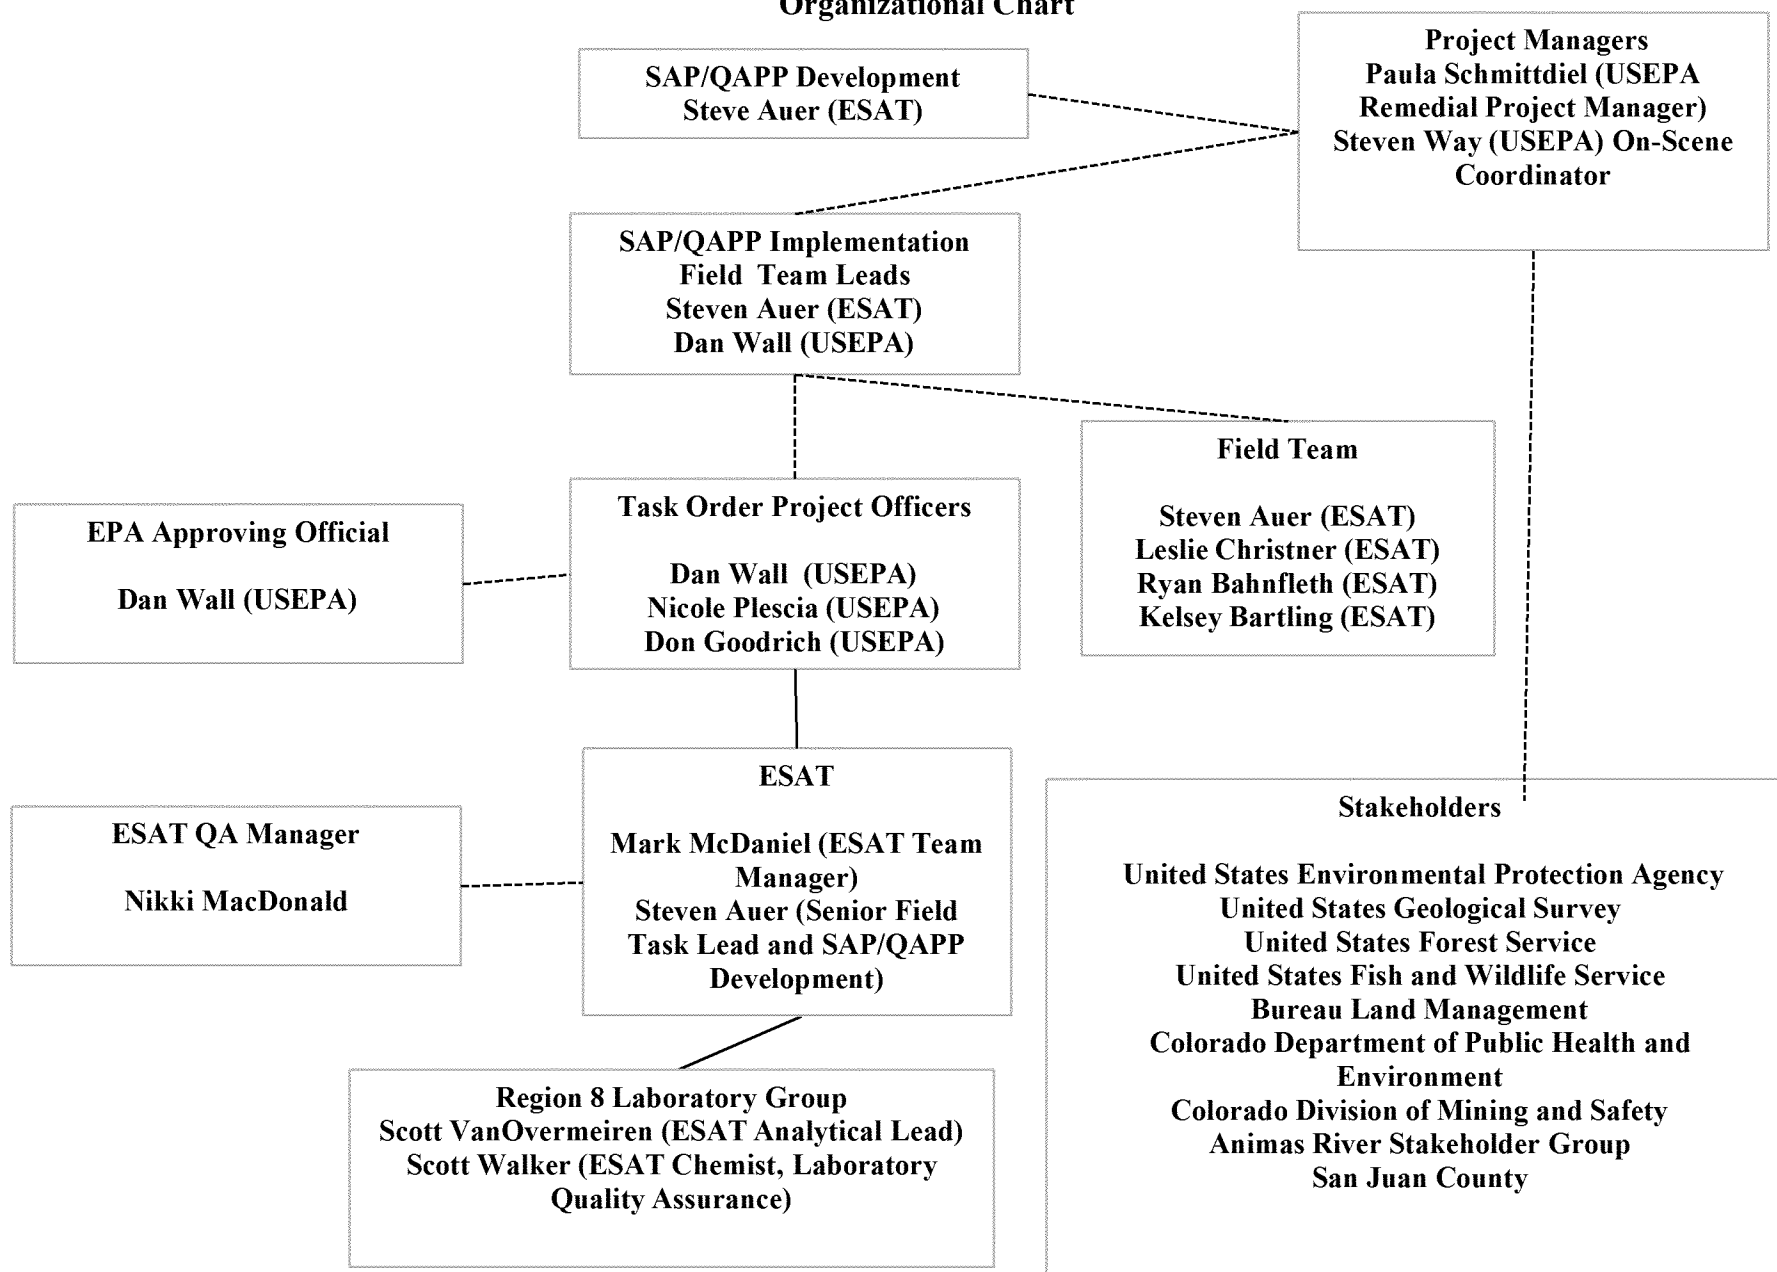 Organizational Chart
SAP/QAPP Development
Steve Auer (ESAT)
Project Managers
Paula Schmittdiel (USEPA
Remedial Project Manager)
Steven Way (USEPA) On-Scene
Coordinator
SAP/QAPP Implementation
Field Team Leads
Steven Auer (ESAT)
Dan Wall (USEPA)
Field Team
Steven Auer (ESAT)
Leslie Christner (ESAT)
Ryan Bahnfleth (ESAT)
Kelsey Bartling (ESAT)
EPA Approving Official
Dan Wall (USEPA)
Task Order Project Officers
Dan Wall (USEPA)
Nicole Plescia (USEPA)
Don Goodrich (USEPA)
ESAT QA Manager
Nikki MacDonald
ESAT
Mark McDaniel (ESAT Team
Manager)
Steven Auer (Senior Field
Task Lead and SAP/QAPP
Development)
Stakeholders
United States Environmental Protection Agency
United States Geological Survey
United States Forest Service
United States Fish and Wildlife Service
Bureau Land Management
Colorado Department of Public Health and
Environment
Colorado Division of Mining and Safety
Animas River Stakeholder Group
San Juan County
Region 8 Laboratory Group
Scott VanOvermeiren (ESAT Analytical Lead)
Scott Walker (ESAT Chemist, Laboratory
Quality Assurance)